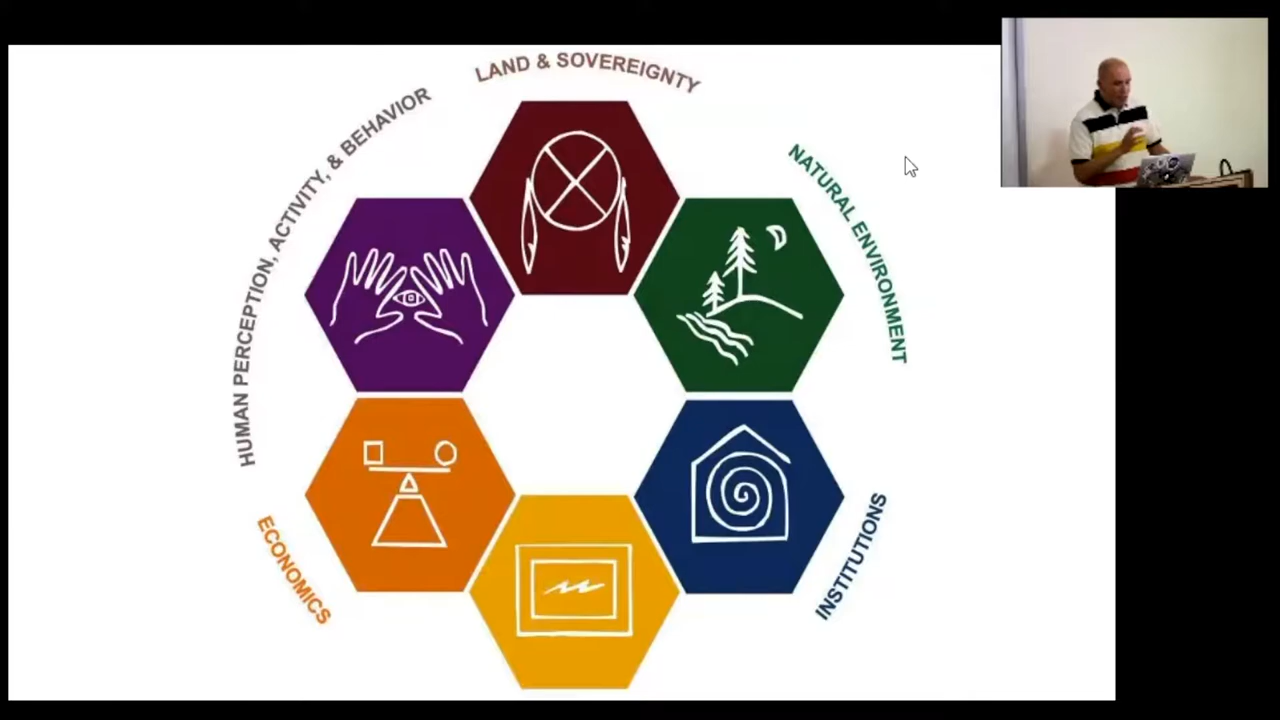 LAND & SOVEREIGNTY
HUMAN PERCEPTION, ACTIVITY, & BEHAVIOR
NATURAL ENVIRONMENT
ECONOMICS
INSTITUTIONS